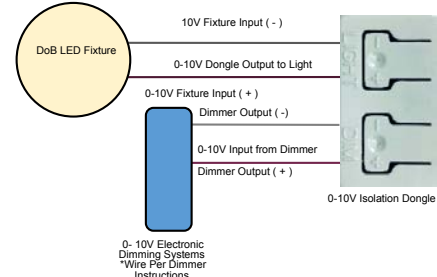 10V Fixture Input ( - )
DoB LED Fixture
0-10V Dongle Output to Light
0-10V Fixture Input ( + )
Dimmer Output ( -)
0-10V Input from Dimmer
Dimmer Output ( + )
LIGHT
DIM
0-10V Isolation Dongle
0- 10V Electronic
Dimming Systems
*Wire Per Dimmer
Instructions